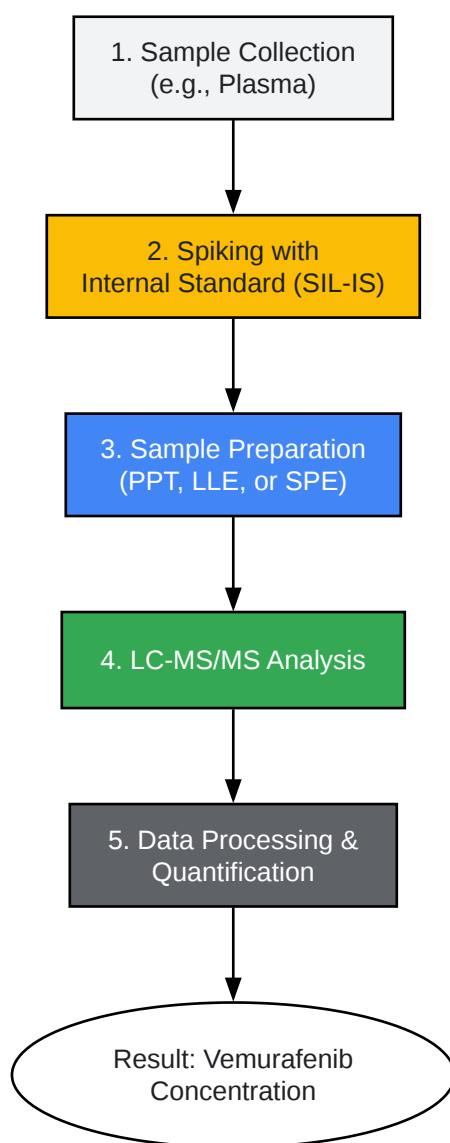 1. Sample Collection
(e.g., Plasma)
2. Spiking with
Internal Standard (SIL-IS)
3. Sample Preparation
(PPT, LLE, or SPE)
4. LC-MS/MS Analysis
5. Data Processing &
Quantification
Result: Vemurafenib
Concentration